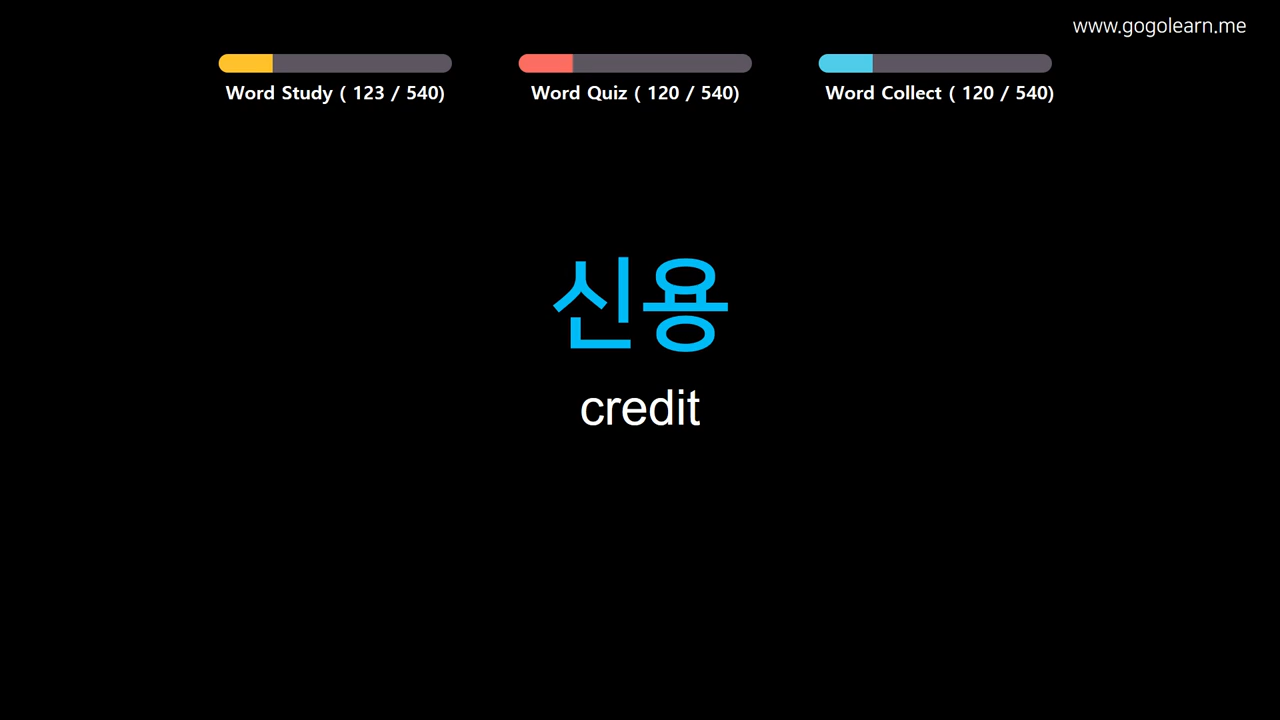 www.gogolearn.me
Word Study ( 123 / 540)
Word Quiz ( 120 / 540)
Word Collect ( 120 / 540)
신용
credit